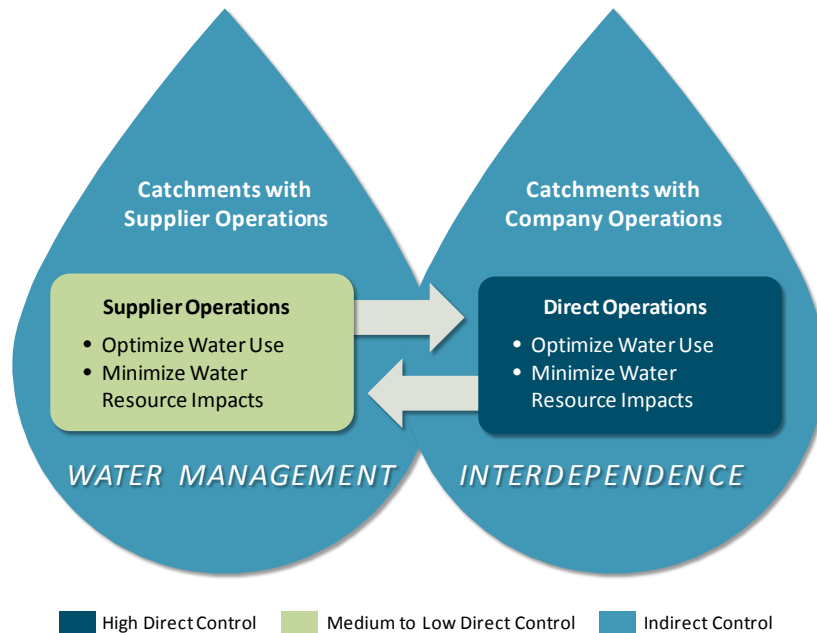 Catchments with
Supplier Operations
Catchments with
Company Operations
Supplier Operations
• Optimize Water Use
• Minimize Water
Resource Impacts
Direct Operations
• Optimize Water Use
• Minimize Water
Resource Impacts
WATER MANAGEMENT INTERDEPENDENCE
High Direct Control Medium to Low Direct Control Indirect Control